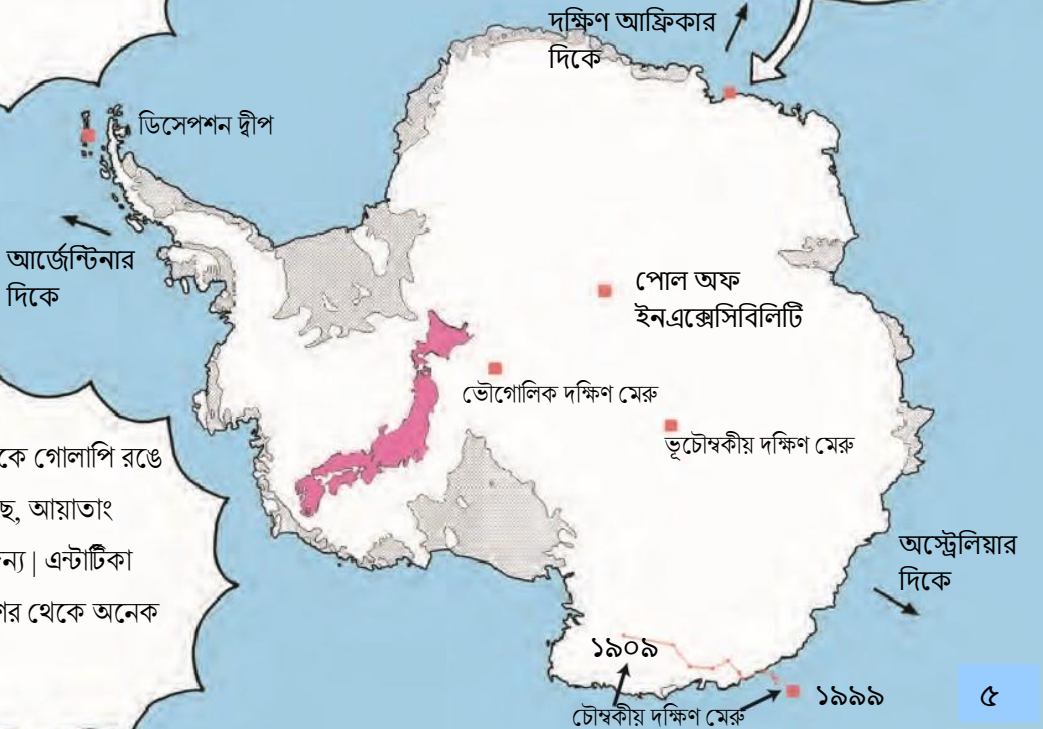 দক্ষিণ আফ্রিকার
দিকে
ডিসেপশন দ্বীপ
আর্জেন্টিনার
দিকে
পোল অফ
ইনএক্সেসিবিলিটি
ভৌগোলিক দক্ষিণ মেরু
ভূচৌম্বকীয় দক্ষিণ মেরু
কে গোলাপি রঙে
ছে, আয়াতাং
ন্য | এন্টার্টিকা
শর থেকে অনেক
অস্ট্রেলিয়ার
দিকে
১৯০৯
চৌম্বকীয় দক্ষিণ মেরু
১৯৯৯
৫